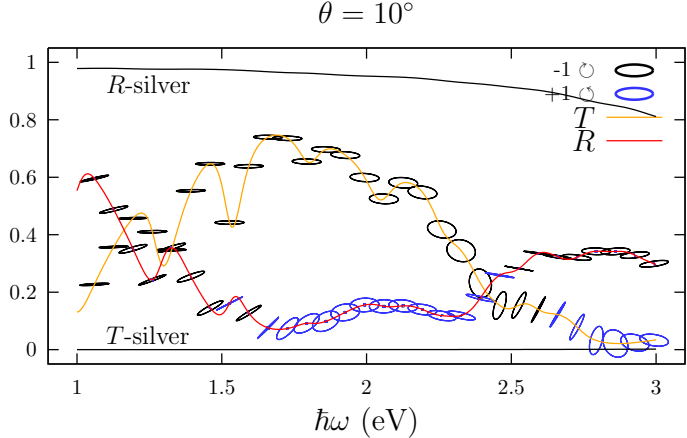 θ = 10°
1
0.8
0.6
0.4
0.2
0
R-silver
T-silver
-1 ↻
+1 ↻
T
R
1
1.5
2
2.5
3
ℏω (eV)